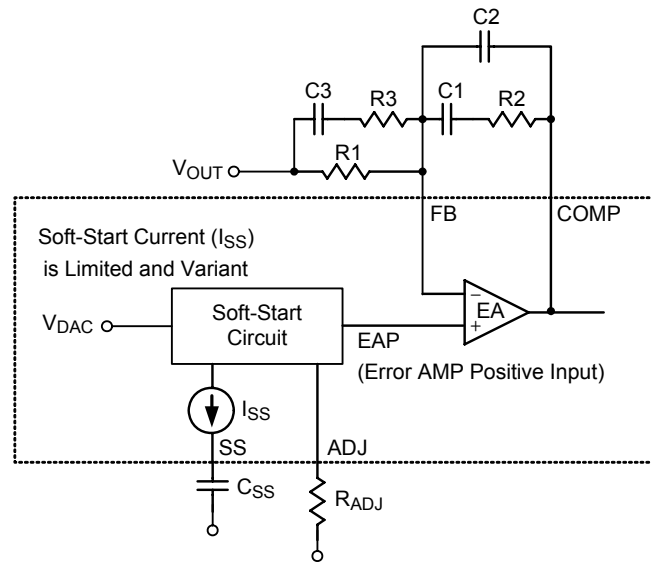 C2
C3
R3
C1
R2
R1
VOUT
FB
COMP
Soft-Start Current (ISS)
is Limited and Variant
VDAC
Soft-Start
Circuit
EAP
−
+
EA
(Error AMP Positive Input)
ISS
SS
ADJ
CSS
RADJ